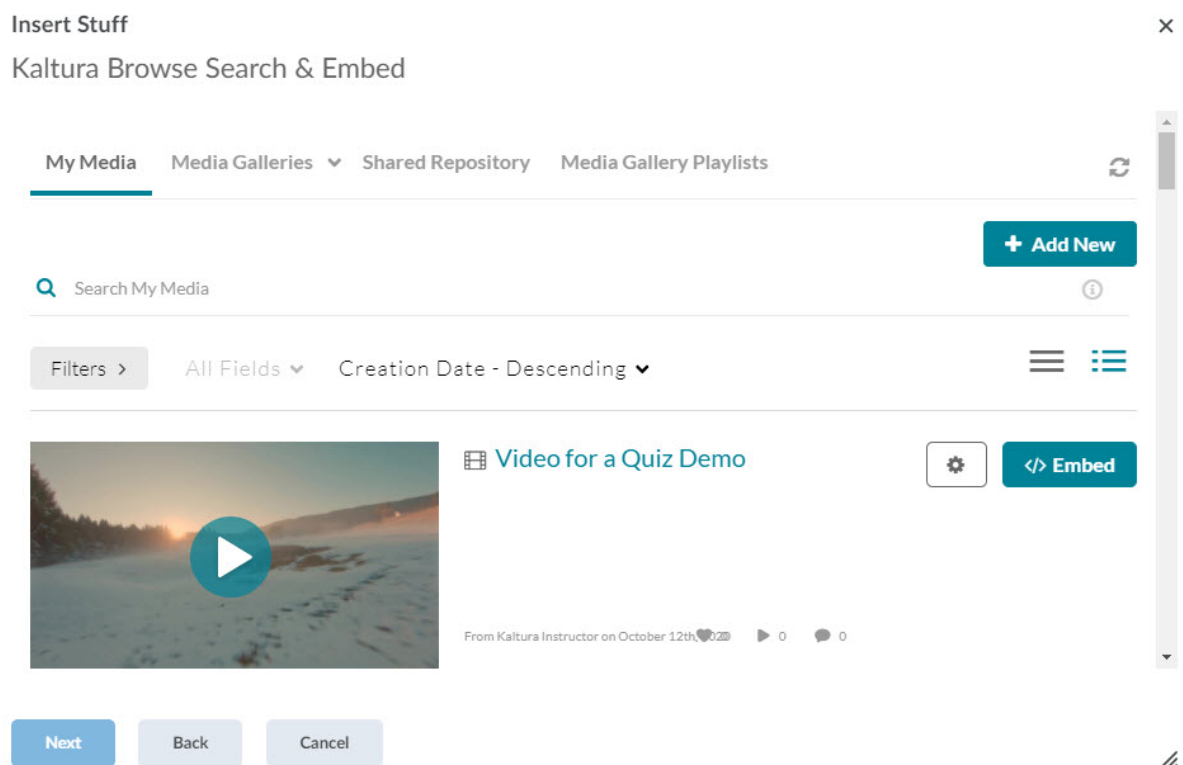 Insert Stuff
Kaltura Browse Search & Embed
My Media Media Galleries Shared Repository Media Gallery Playlists
+ Add New
Search My Media
Filters > All Fields Creation Date - Descending
Video for a Quiz Demo
</> Embed
From Kaltura Instructor on October 12th, 2020 0 0
Next Back Cancel